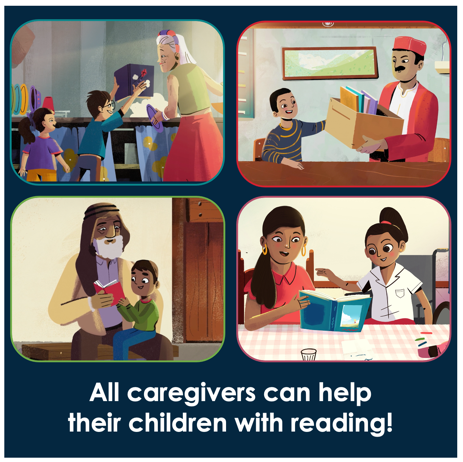 All caregivers can help
their children with reading!